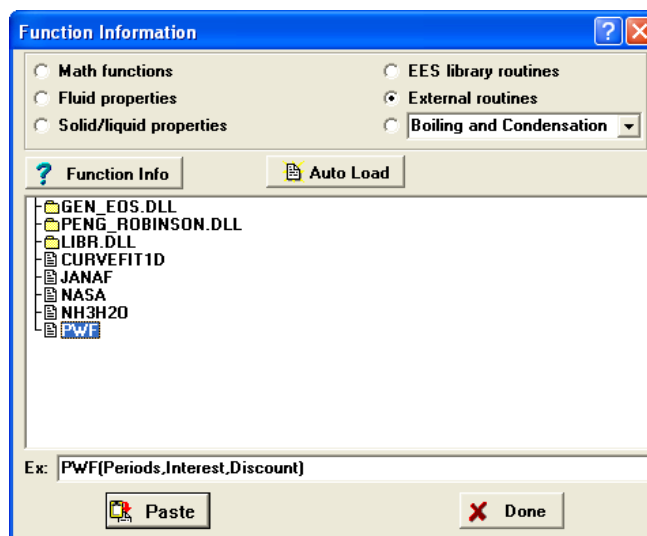 Function Information
Math functions EES library routines
Fluid properties External routines
Solid/liquid properties Boiling and Condensation
? Function Info Auto Load
GEN_EOS.DLL
PENG_ROBINSON.DLL
LIBR.DLL
CURVEFIT1D
JANAF
NASA
NH3H2O
PWF
Ex: PWF(Periods,Interest,Discount)
Paste Done